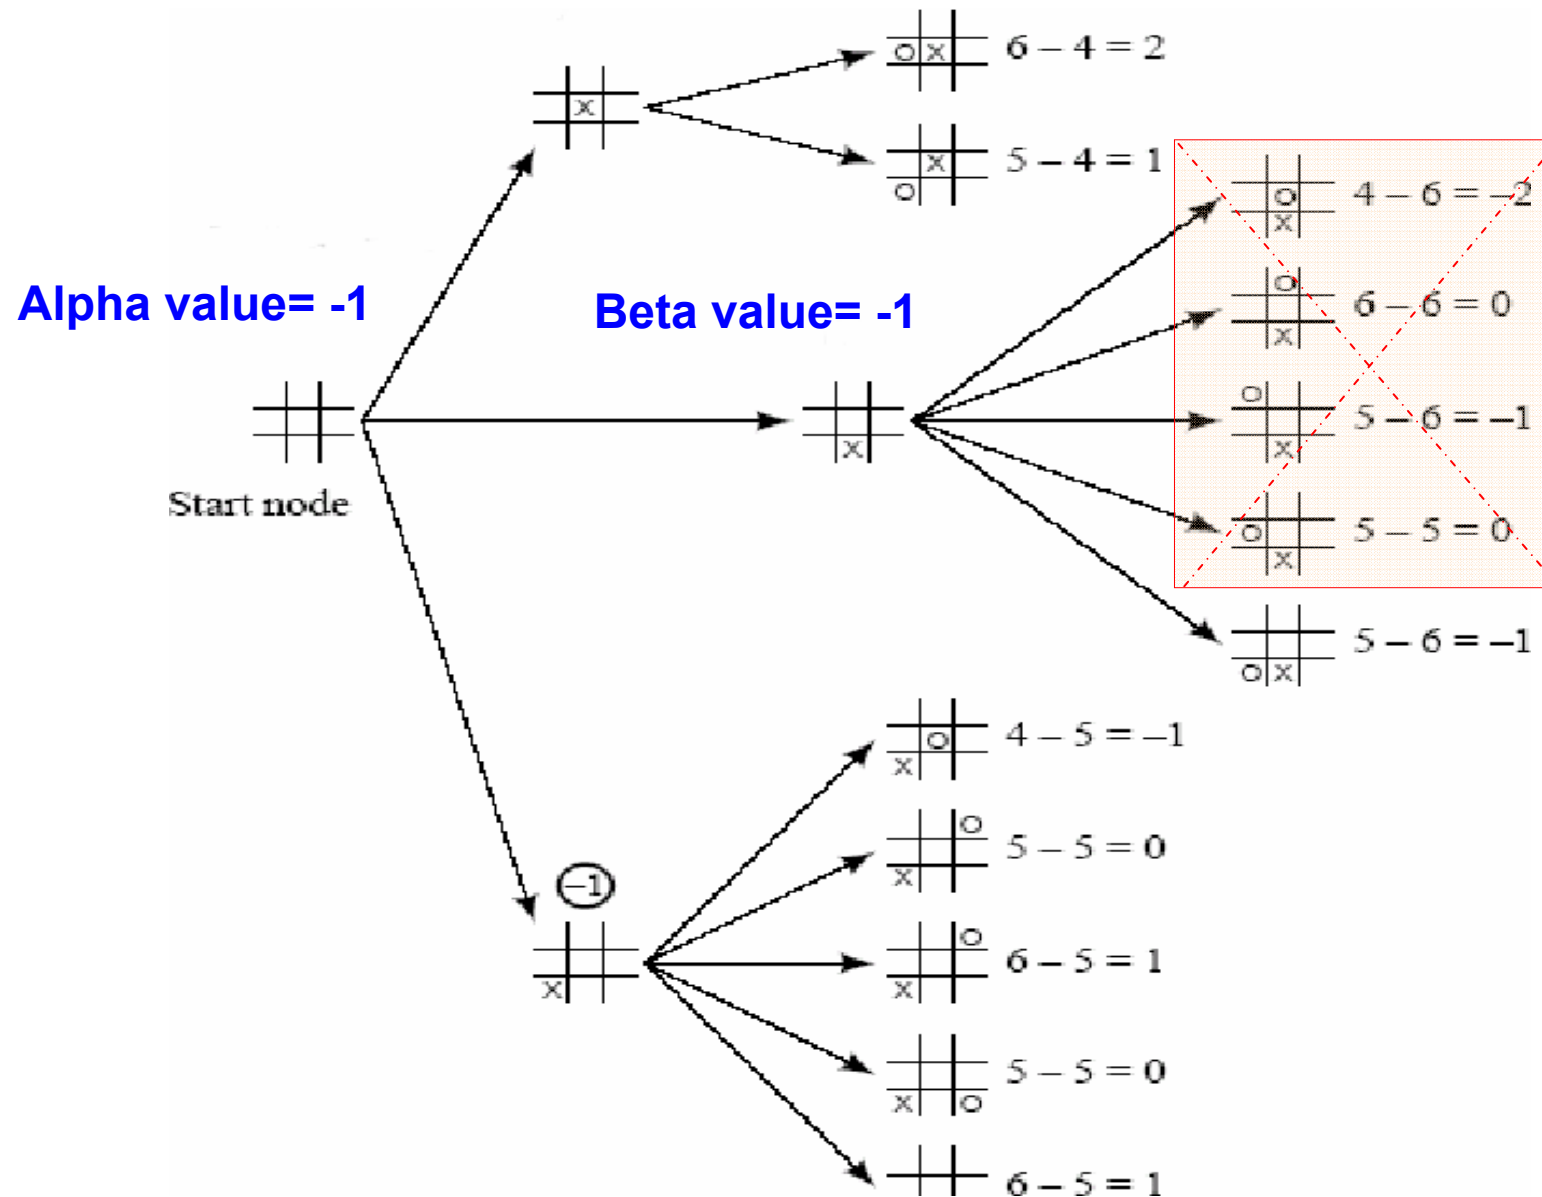 o x 6 – 4 = 2
x
x 5 – 4 = 1
o
o 4 – 6 = –2
x
Alpha value= -1
Beta value= -1
o 6 – 6 = 0
x
o 5 – 6 = –1
x
x
Start node
o 5 – 5 = 0
x
5 – 6 = –1
o x
o 4 – 5 = –1
x
o 5 – 5 = 0
x
–1
o 6 – 5 = 1
x
x
5 – 5 = 0
x o
6 – 5 = 1